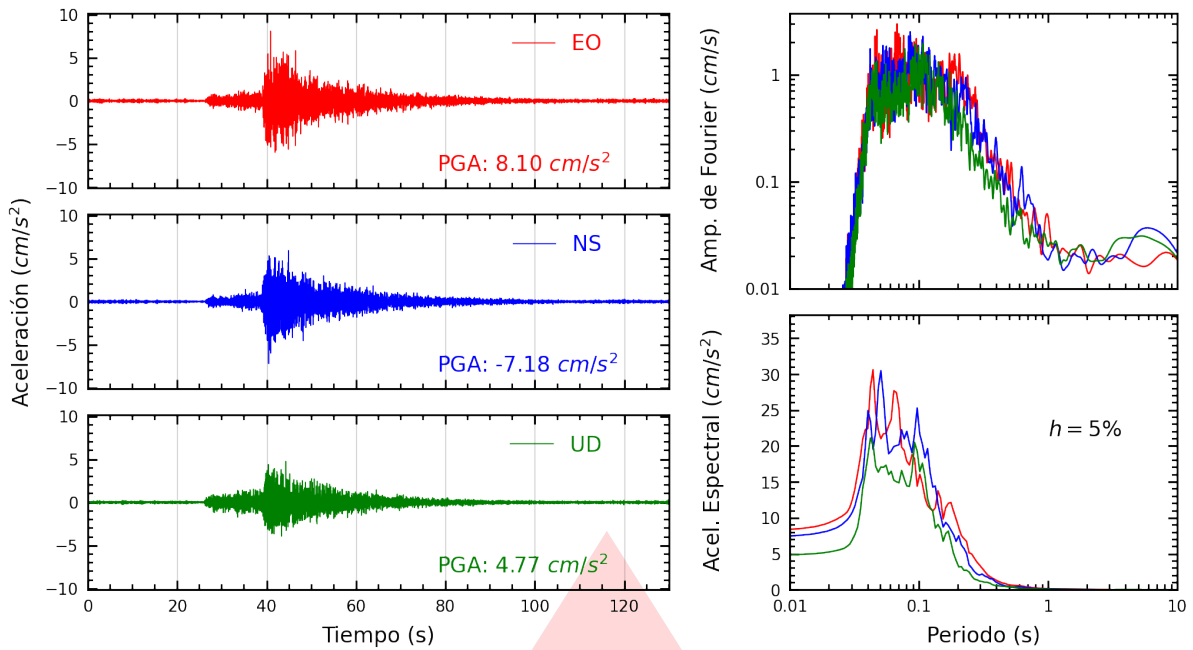 Aceleración (cm/s²)
10
5
0
−5
−10
EO
PGA: 8.10 cm/s²
10
5
0
−5
−10
NS
PGA: -7.18 cm/s²
10
5
0
−5
−10
UD
PGA: 4.77 cm/s²
0 20 40 60 80 100 120
Tiempo (s)
Amp. de Fourier (cm/s)
1
0.1
0.01
Acel. Espectral (cm/s²)
35
30
25
20
15
10
5
0
h = 5%
0.01 0.1 1 10
Periodo (s)